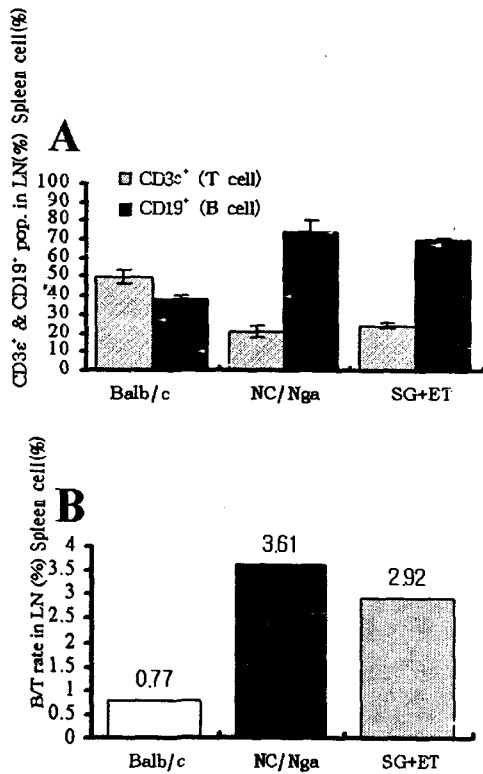 A
CD3ε⁺ & CD19⁺ pop. in LN(%) Spleen cell(%)
CD3ε⁺ (T cell)
CD19⁺ (B cell)
100
90
80
70
60
50
40
30
20
10
0
Balb/c NC/Nga SG+ET
B
B/T rate in LN (%) Spleen cell(%)
4
3.5
3
2.5
2
1.5
1
0.5
0
0.77
3.61
2.92
Balb/c NC/Nga SG+ET